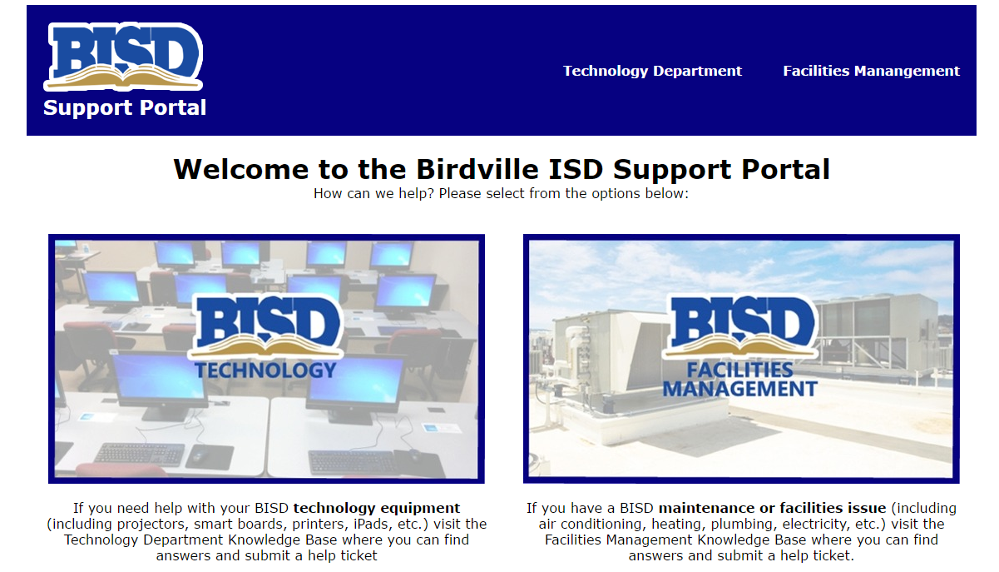 BISD
Support Portal
Technology Department
Facilities Manangement
Welcome to the Birdville ISD Support Portal
How can we help? Please select from the options below:
BISD
TECHNOLOGY
BISD
FACILITIES
MANAGEMENT
If you need help with your BISD technology equipment
(including projectors, smart boards, printers, iPads, etc.) visit the
Technology Department Knowledge Base where you can find
answers and submit a help ticket
If you have a BISD maintenance or facilities issue (including
air conditioning, heating, plumbing, electricity, etc.) visit the
Facilities Management Knowledge Base where you can find
answers and submit a help ticket.